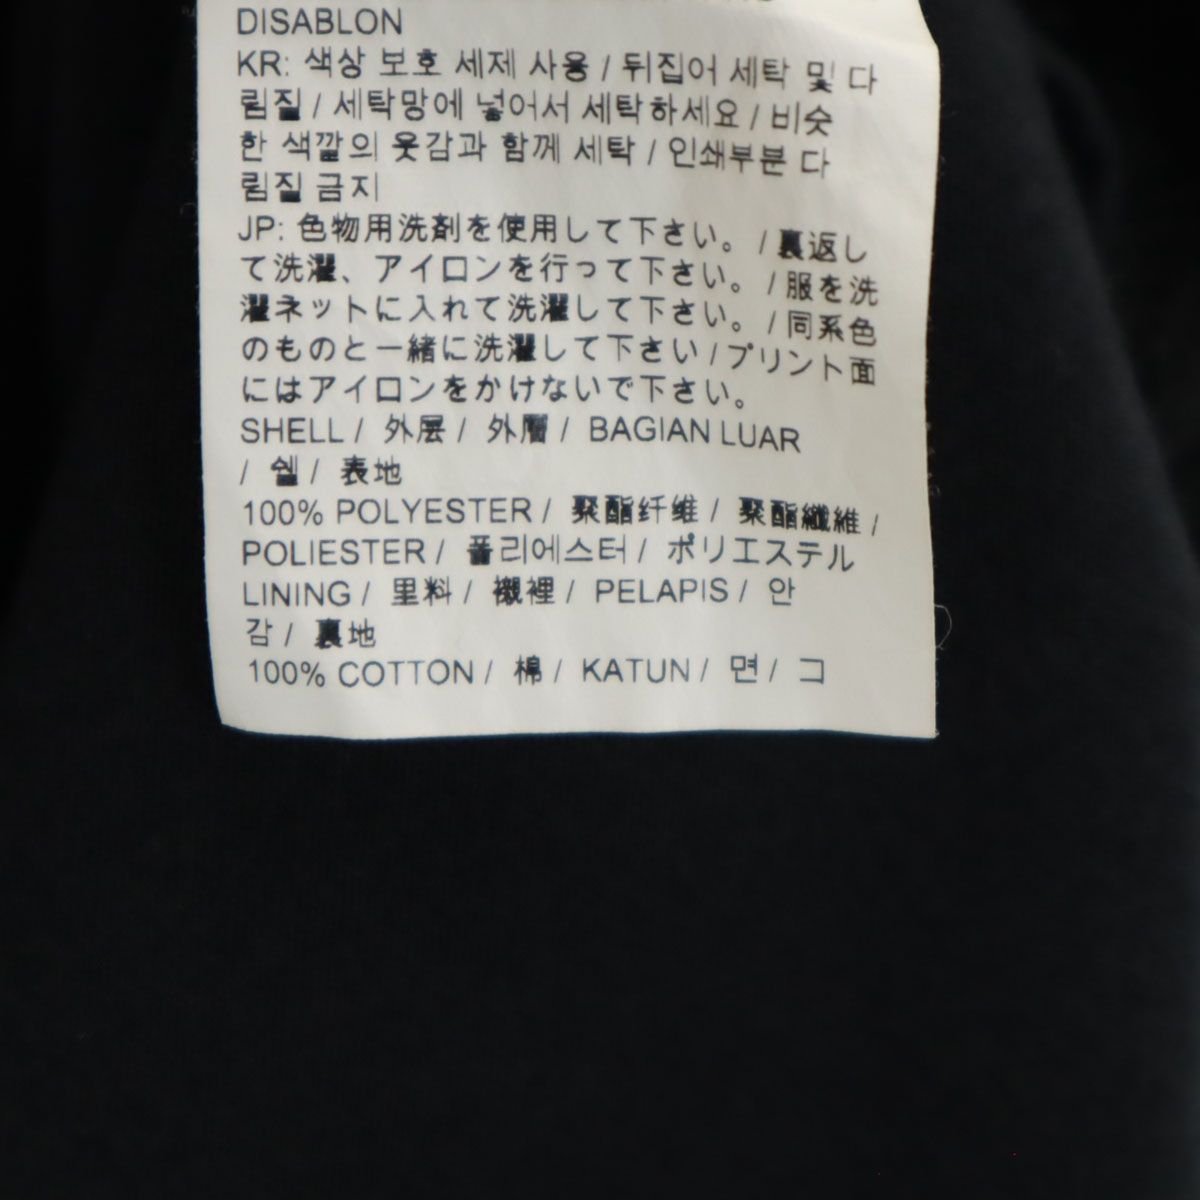 DISABLON
KR: 색상 보호 세제 사용 / 뒤집어 세탁 및 다
림질 / 세탁망에 넣어서 세탁하세요 / 비슷
한 색깔의 옷감과 함께 세탁 / 인쇄부분 다
림질 금지
JP: 色物用洗剤を使用して下さい。 / 裏返し
て洗濯、アイロンを行って下さい。 / 服を洗
濯ネットに入れて洗濯して下さい。 / 同系色
のものと一緒に洗濯して下さい / プリント面
にはアイロンをかけないで下さい。
SHELL / 外层 / 外層 / BAGIAN LUAR
/ 쉘 / 表地
100% POLYESTER / 聚酯纤维 / 聚酯纖維 /
POLIESTER / 폴리에스터 / ポリエステル
LINING / 里料 / 襯裡 / PELAPIS / 안
감 / 裏地
100% COTTON / 棉 / KATUN / 면 / コ